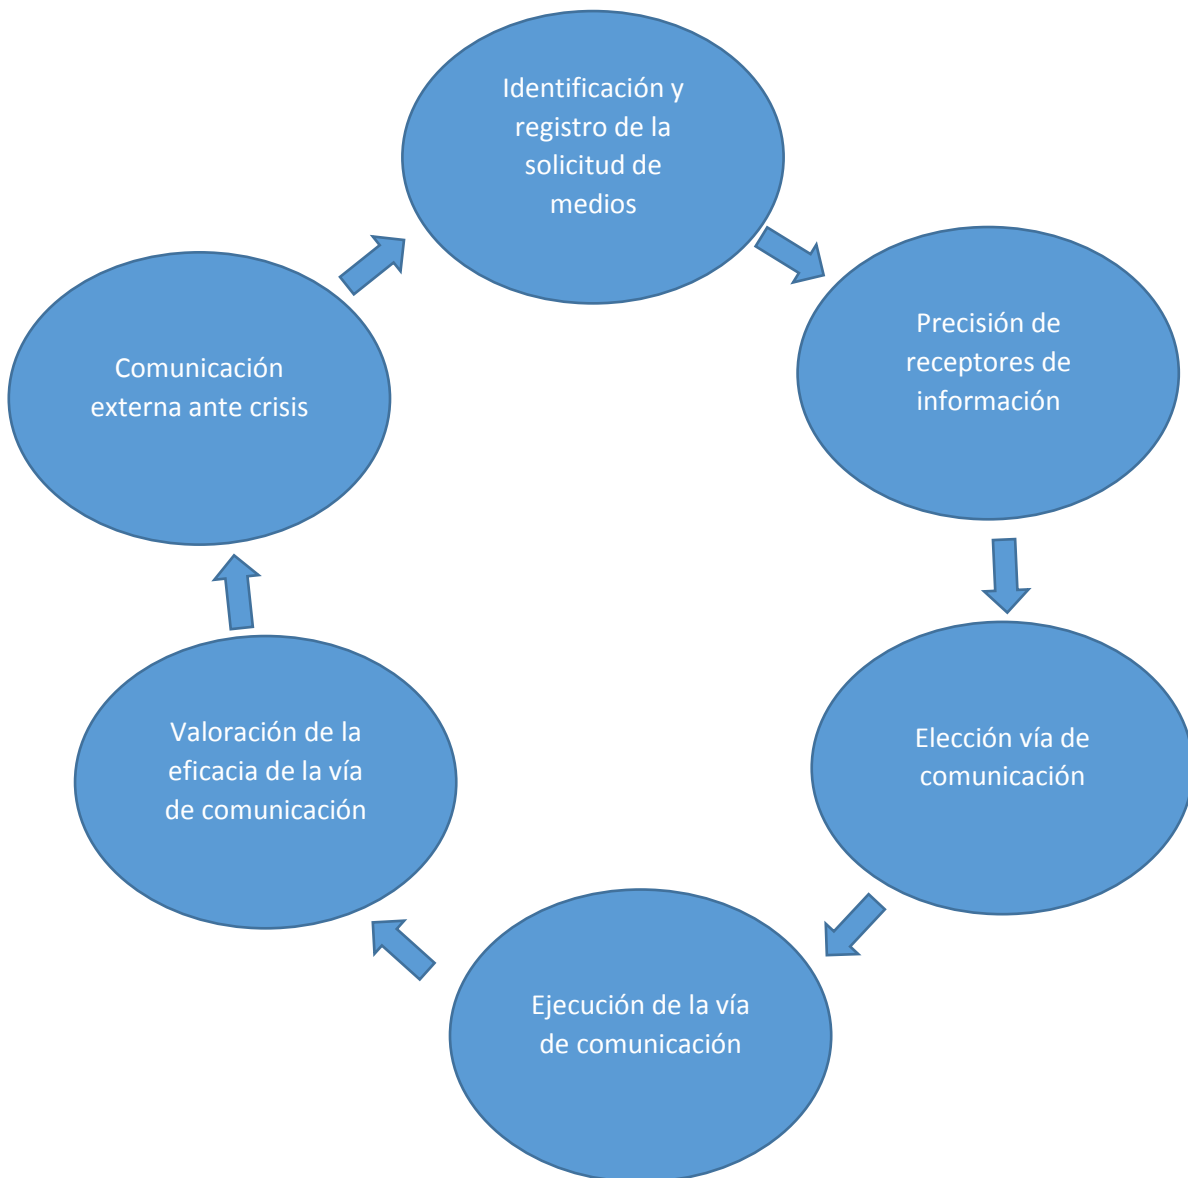 Identificación y
registro de la
solicitud de
medios
Precisión de
receptores de
información
Elección vía de
comunicación
Ejecución de la vía
de comunicación
Valoración de la
eficacia de la vía
de comunicación
Comunicación
externa ante crisis